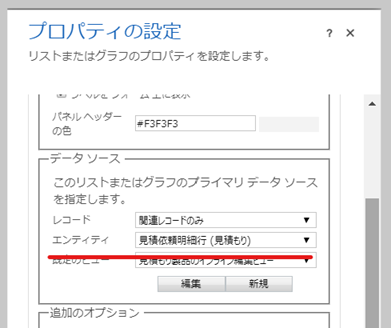 プロパティの設定
? ×
リストまたはグラフのプロパティを設定します。
パネル ヘッダー
の色
#F3F3F3
データ ソース
このリストまたはグラフのプライマリ データ ソース
を指定します。
レコード 関連レコードのみ
エンティティ 見積依頼明細行 (見積もり)
既定のビュー 見積もり製品のインライン編集ビュー
編集 新規
追加のオプション